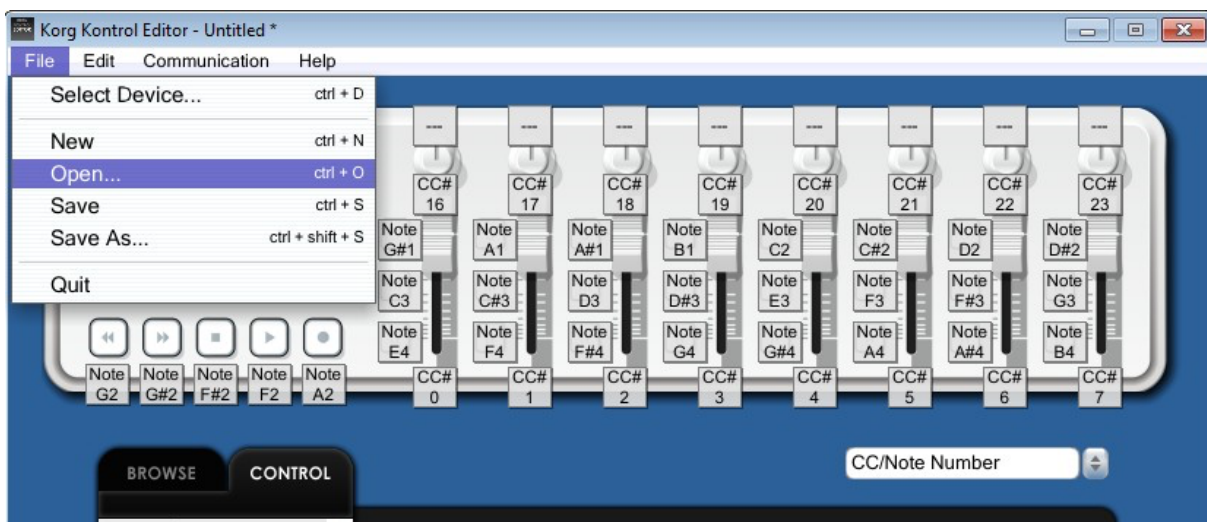 Korg Kontrol Editor - Untitled *
File Edit Communication Help
Select Device... ctrl + D
New ctrl + N
Open... ctrl + O
Save ctrl + S
Save As... ctrl + shift + S
Quit
--- --- --- --- --- --- --- ---
CC# CC# CC# CC# CC# CC# CC# CC#
16 17 18 19 20 21 22 23
Note Note Note Note Note Note Note Note
G#1 A1 A#1 B1 C2 C#2 D2 D#2
Note Note Note Note Note Note Note Note
C3 C#3 D3 D#3 E3 F3 F#3 G3
Note Note Note Note Note Note Note Note
E4 F4 F#4 G4 G#4 A4 A#4 B4
Note Note Note Note Note
G2 G#2 F#2 F2 A2
CC# CC# CC# CC# CC# CC# CC# CC#
0 1 2 3 4 5 6 7
BROWSE CONTROL
CC/Note Number